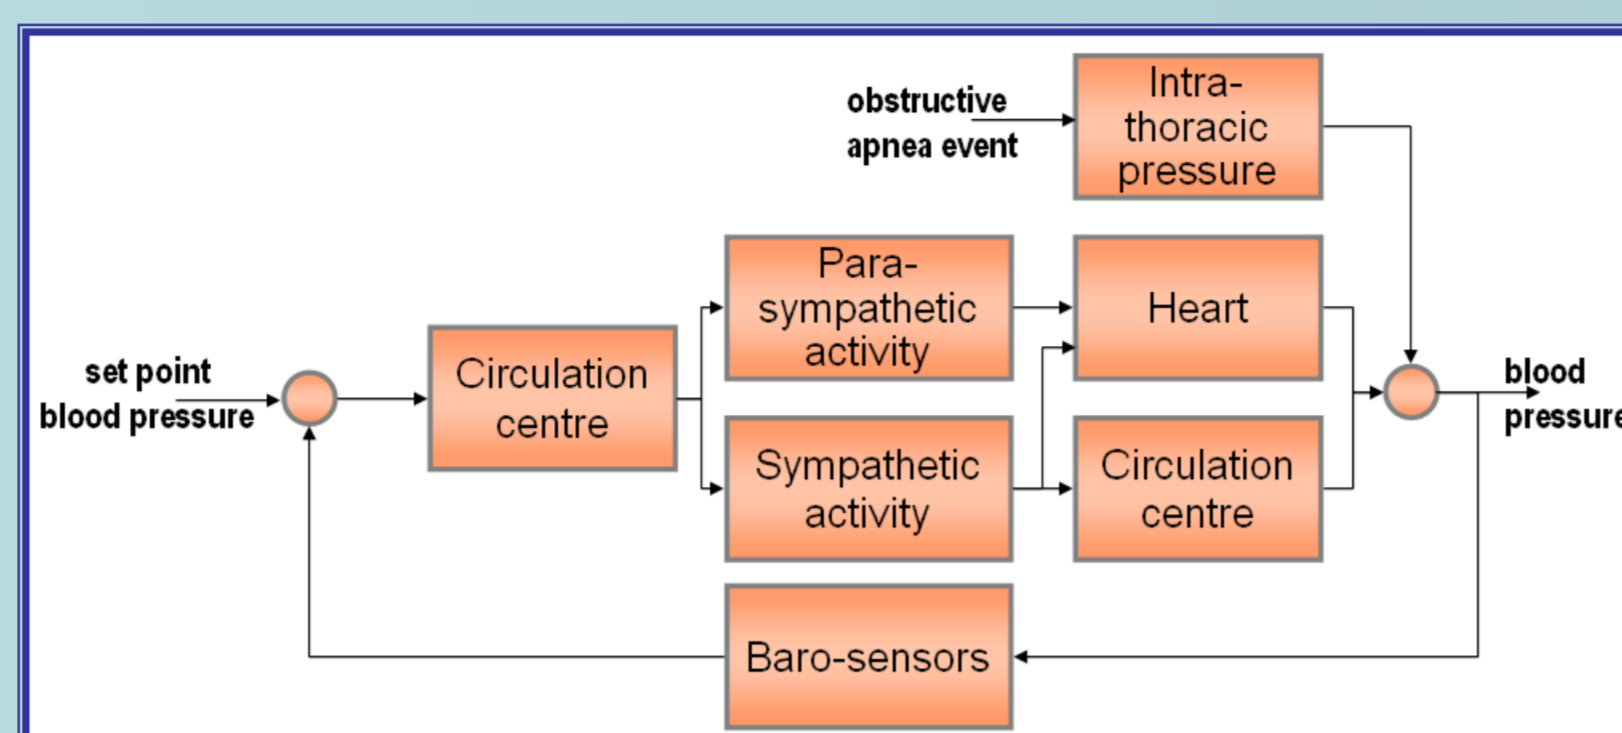 obstructive
apnea event
Intra-
thoracic
pressure
Para-
sympathetic
activity
Heart
set point
blood pressure
Circulation
centre
blood
pressure
Sympathetic
activity
Circulation
centre
Baro-sensors